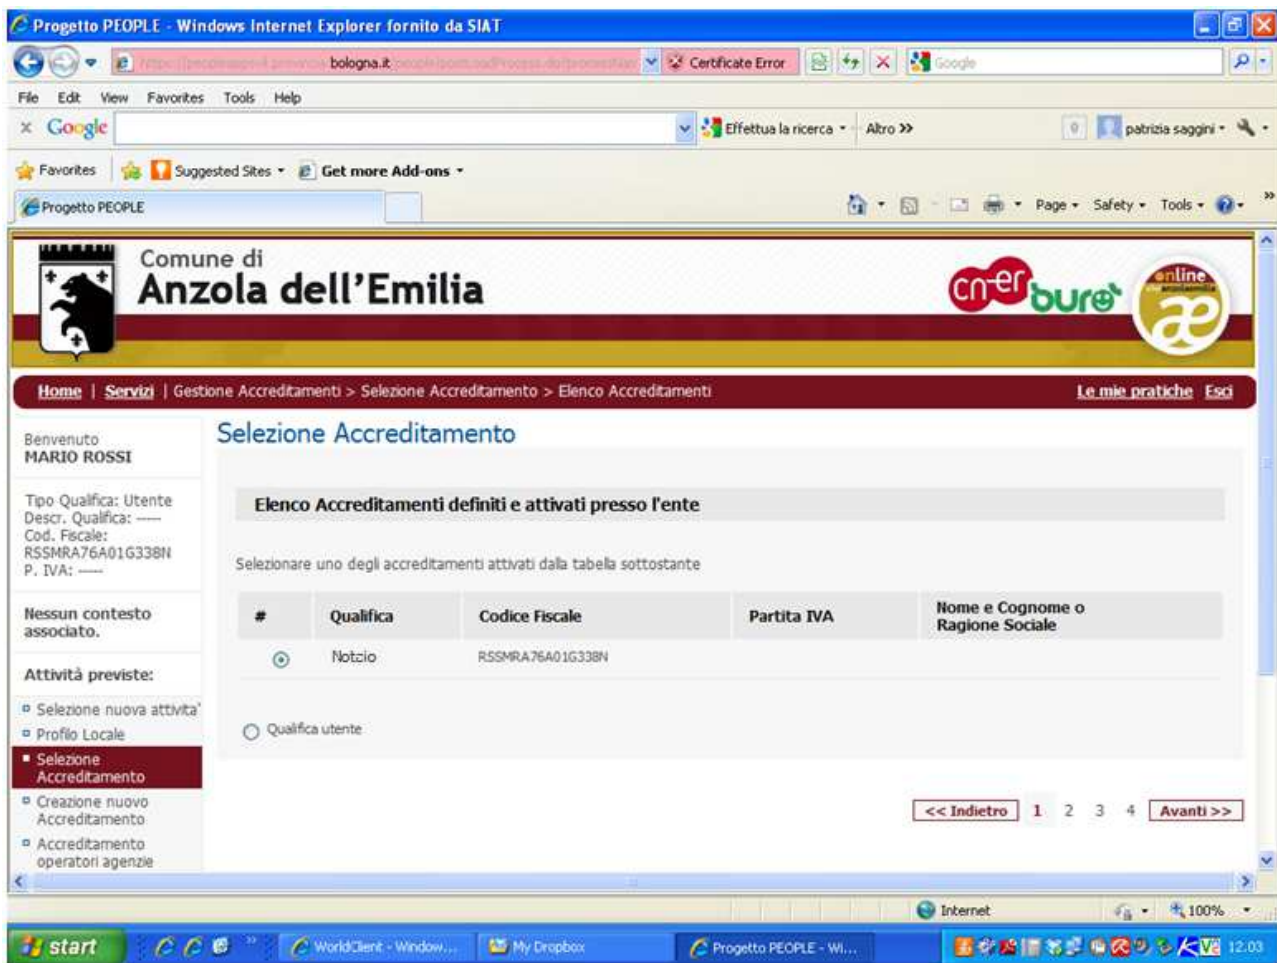 Progetto PEOPLE - Windows Internet Explorer fornito da SIAT
bologna.it
Certificate Error
Google
File Edit View Favorites Tools Help
x Google
Effettua la ricerca
Altro >>
0
patrizia saggini
Favorites
Suggested Sites
Get more Add-ons
Progetto PEOPLE
Page Safety Tools
Comune di
Anzola dell'Emilia
cn-er
buro
online
æ
Home | Servizi | Gestione Accreditamenti > Selezione Accreditamento > Elenco Accreditamenti
Le mie pratiche Esci
Benvenuto
MARIO ROSSI
Tipo Qualfica: Utente
Descr. Qualifica: -----
Cod. Fiscale:
RSSMRA76A01G338N
P. IVA: -----
Nessun contesto
associato.
Attività previste:
Selezione nuova attivita'
Profilo Locale
Selezione
Accreditamento
Creazione nuovo
Accreditamento
Accreditamento
operatori agenzie
Selezione Accreditamento
Elenco Accreditamenti definiti e attivati presso l'ente
Selezionare uno degli accreditamenti attivati dalla tabella sottostante
# Qualifica Codice Fiscale Partita IVA Nome e Cognome o
Ragione Sociale
Notaio RSSMRA76A01G338N
Qualifica utente
<< Indietro 1 2 3 4 Avanti >>
Internet
100%
start
WorldClient - Window...
My Dropbox
Progetto PEOPLE - Wi...
12.03